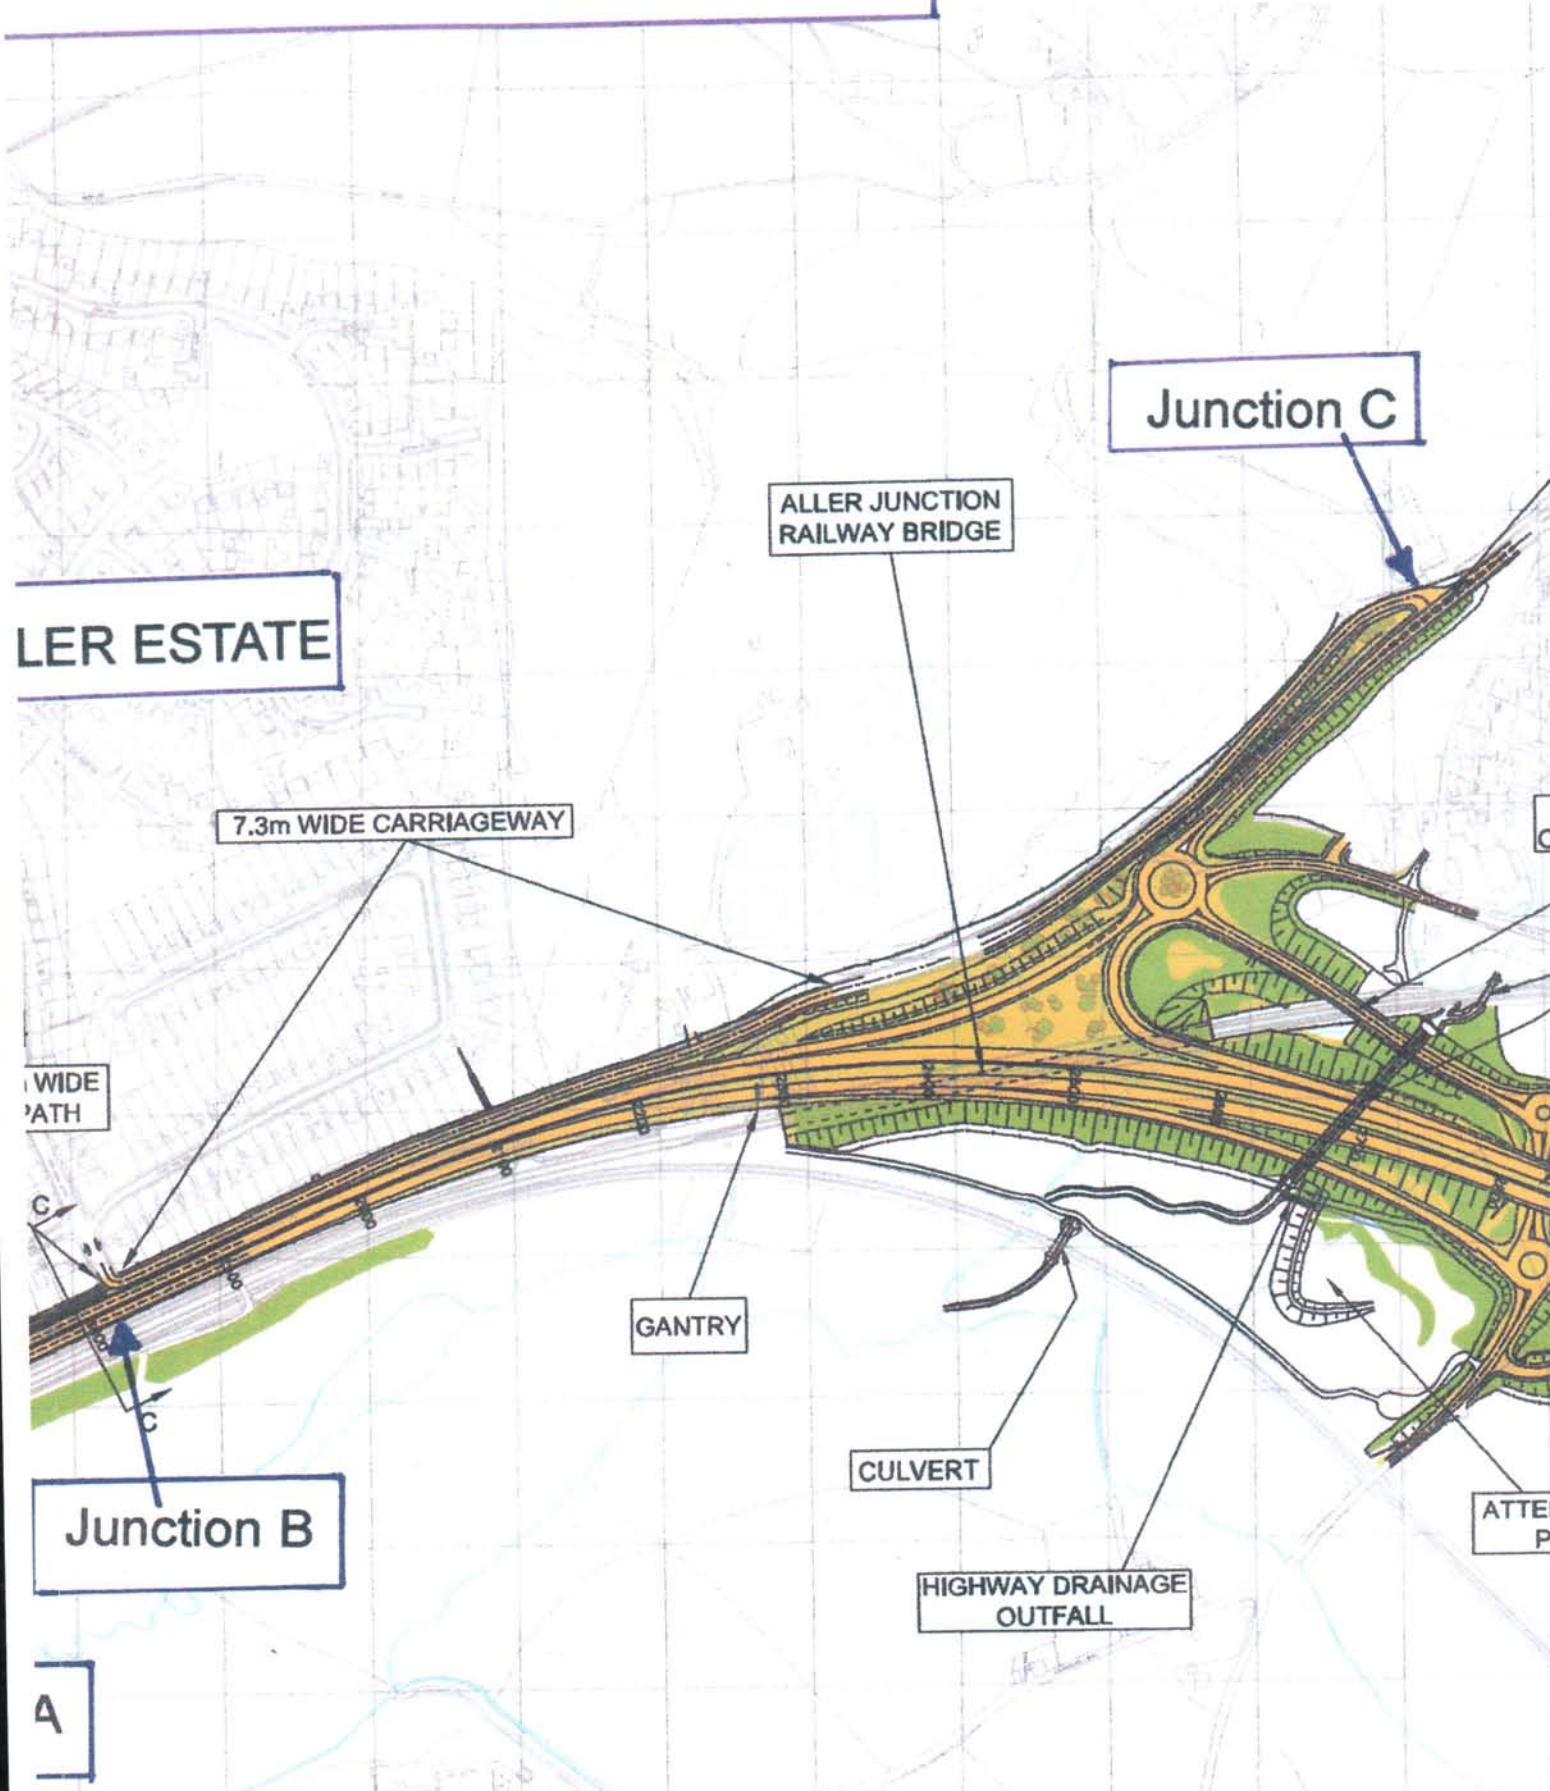 Junction C
ALLER JUNCTION
RAILWAY BRIDGE
LER ESTATE
7.3m WIDE CARRIAGEWAY
WIDE
PATH
C
C
GANTRY
CULVERT
Junction B
ATTE
P
HIGHWAY DRAINAGE
OUTFALL
A